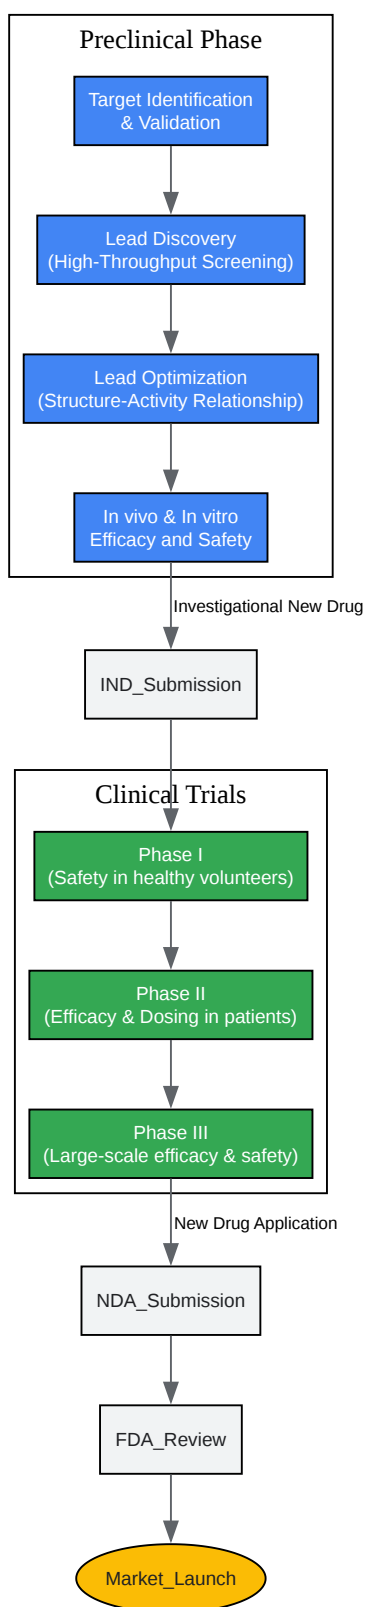 Preclinical Phase
Target Identification
& Validation
Lead Discovery
(High-Throughput Screening)
Lead Optimization
(Structure-Activity Relationship)
In vivo & In vitro
Efficacy and Safety
Investigational New Drug
IND_Submission
Clinical Trials
Phase I
(Safety in healthy volunteers)
Phase II
(Efficacy & Dosing in patients)
Phase III
(Large-scale efficacy & safety)
New Drug Application
NDA_Submission
FDA_Review
Market_Launch